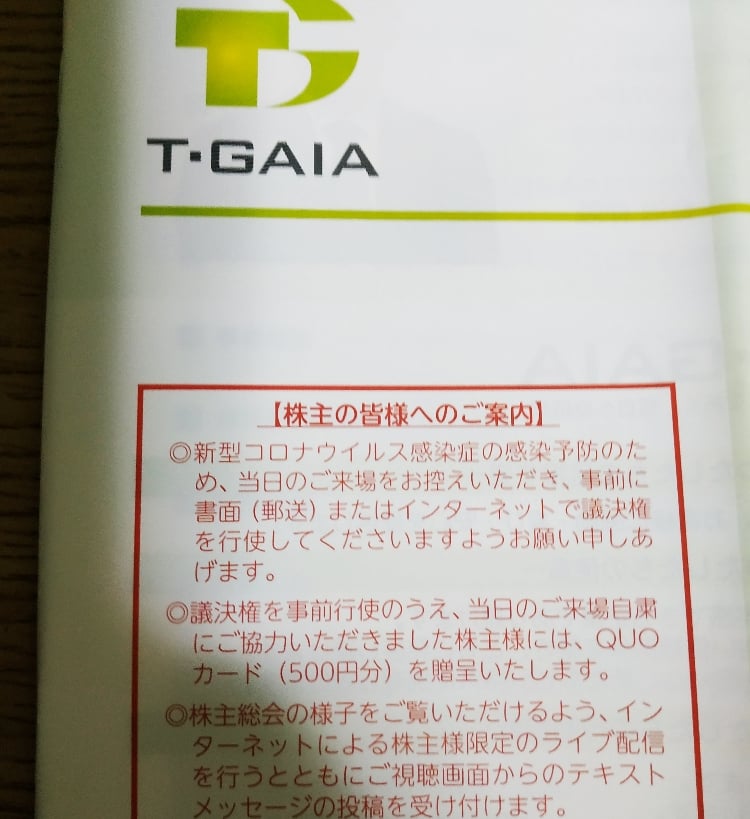 T·GAIA
【株主の皆様へのご案内】
◎新型コロナウイルス感染症の感染予防のた
め、当日のご来場をお控えいただき、事前に
書面（郵送）またはインターネットで議決権
を行使してくださいますようお願い申しあ
げます。
◎議決権を事前行使のうえ、当日のご来場自粛
にご協力いただきました株主様には、QUO
カード（500円分）を贈呈いたします。
◎株主総会の様子をご覧いただけるよう、イン
ターネットによる株主様限定のライブ配信
を行うとともにご視聴画面からのテキスト
メッセージの投稿を受け付けます。